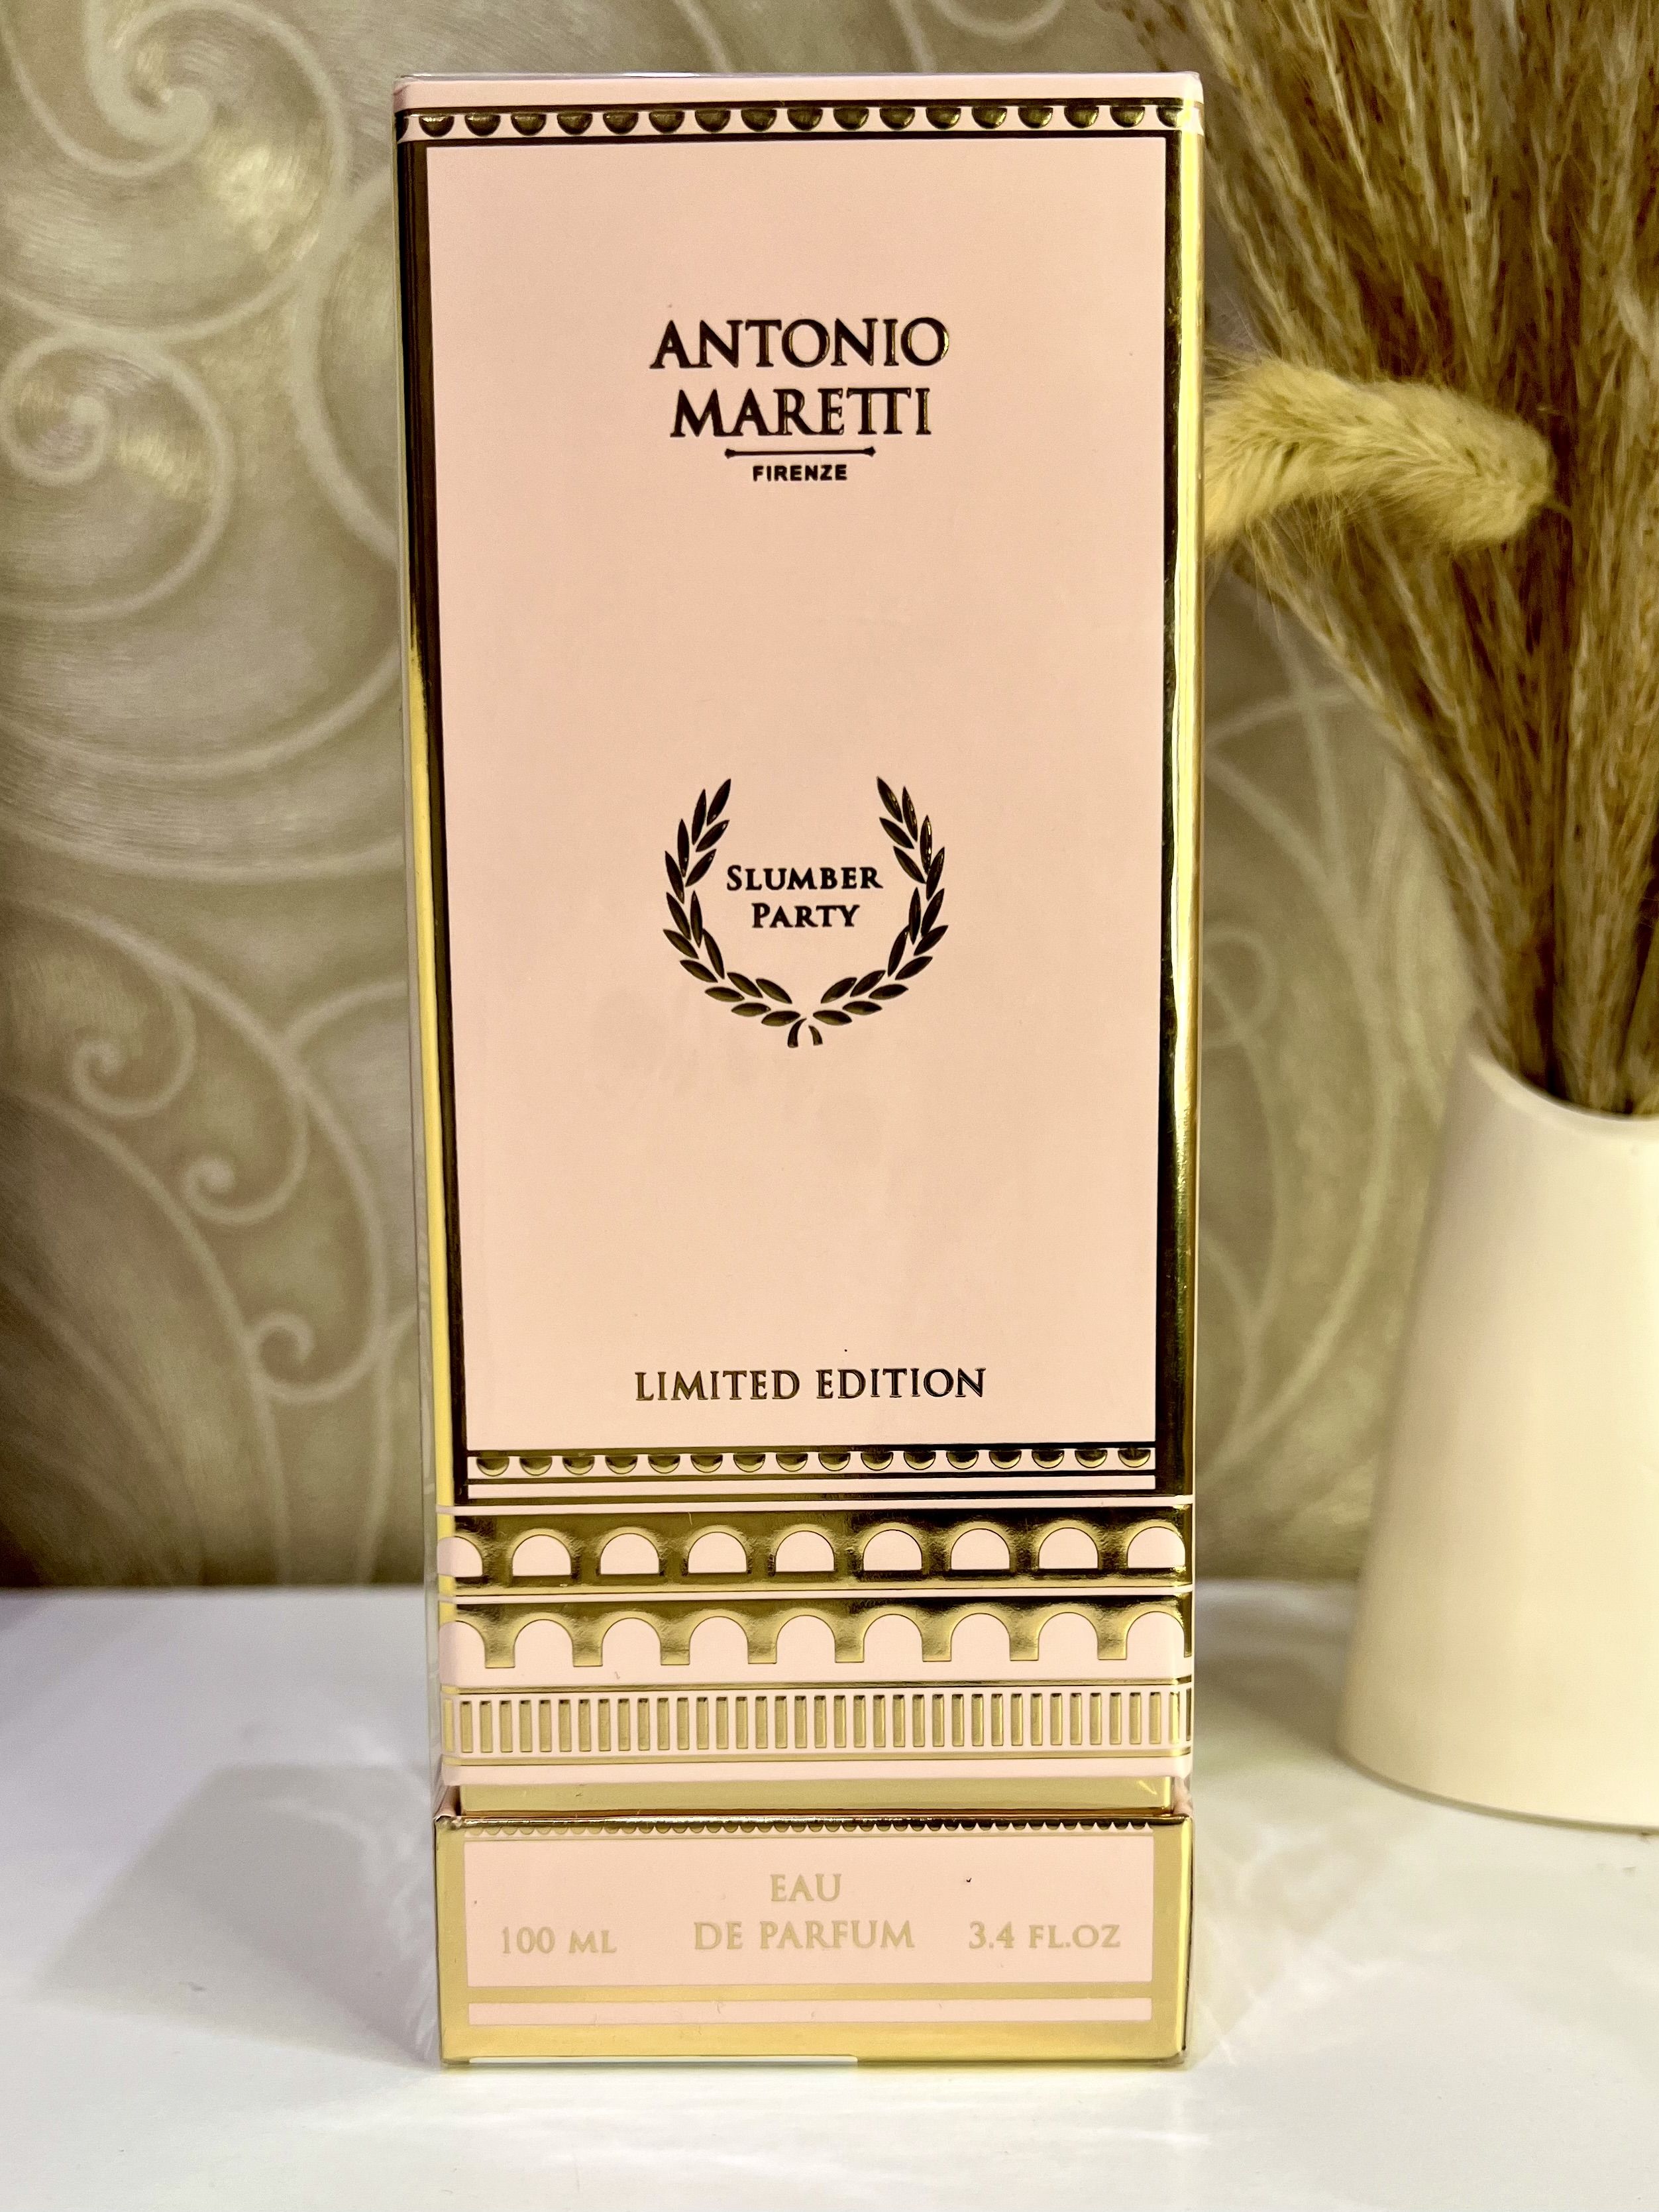 ANTONIO
MARETTI
FIRENZE
SLUMBER
PARTY
LIMITED EDITION
EAU
100 ML DE PARFUM 3.4 FL.OZ